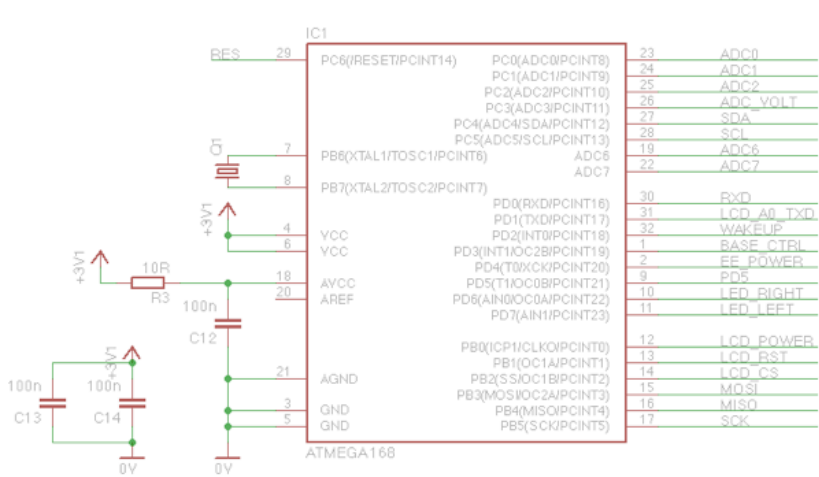 IC1
RES 29 PC6(/RESET/PCINT14) PC0(ADC0/PCINT8) 23 ADC0
PC1(ADC1/PCINT9) 24 ADC1
PC2(ADC2/PCINT10) 25 ADC2
PC3(ADC3/PCINT11) 26 ADC_VOLT
PC4(ADC4/SDA/PCINT12) 27 SDA
PC5(ADC5/SCL/PCINT13) 28 SCL
Q1 7 PB6(XTAL1/TOSC1/PCINT6) ADC6 19 ADC6
ADC7 22 ADC7
8 PB7(XTAL2/TOSC2/PCINT7)
PD0(RXD/PCINT16) 30 RXD
PD1(TXD/PCINT17) 31 LCD_A0_TXD
+3V1 4 VCC PD2(INT0/PCINT18) 32 WAKEUP
6 VCC PD3(INT1/OC2B/PCINT19) 1 BASE_CTRL
PD4(T0/XCK/PCINT20) 2 EE_POWER
+3V1 10R 18 AVCC PD5(T1/OC0B/PCINT21) 9 PD5
R3 20 AREF PD6(AIN0/OC0A/PCINT22) 10 LED_RIGHT
100n PD7(AIN1/PCINT23) 11 LED_LEFT
C12 PB0(ICP1/CLKO/PCINT0) 12 LCD_POWER
+3V1 PB1(OC1A/PCINT1) 13 LCD_RST
21 AGND PB2(SS/OC1B/PCINT2) 14 LCD_CS
100n 100n PB3(MOSI/OC2A/PCINT3) 15 MOSI
3 GND PB4(MISO/PCINT4) 16 MISO
C13 C14 5 GND PB5(SCK/PCINT5) 17 SCK
ATMEGA168
0V 0V